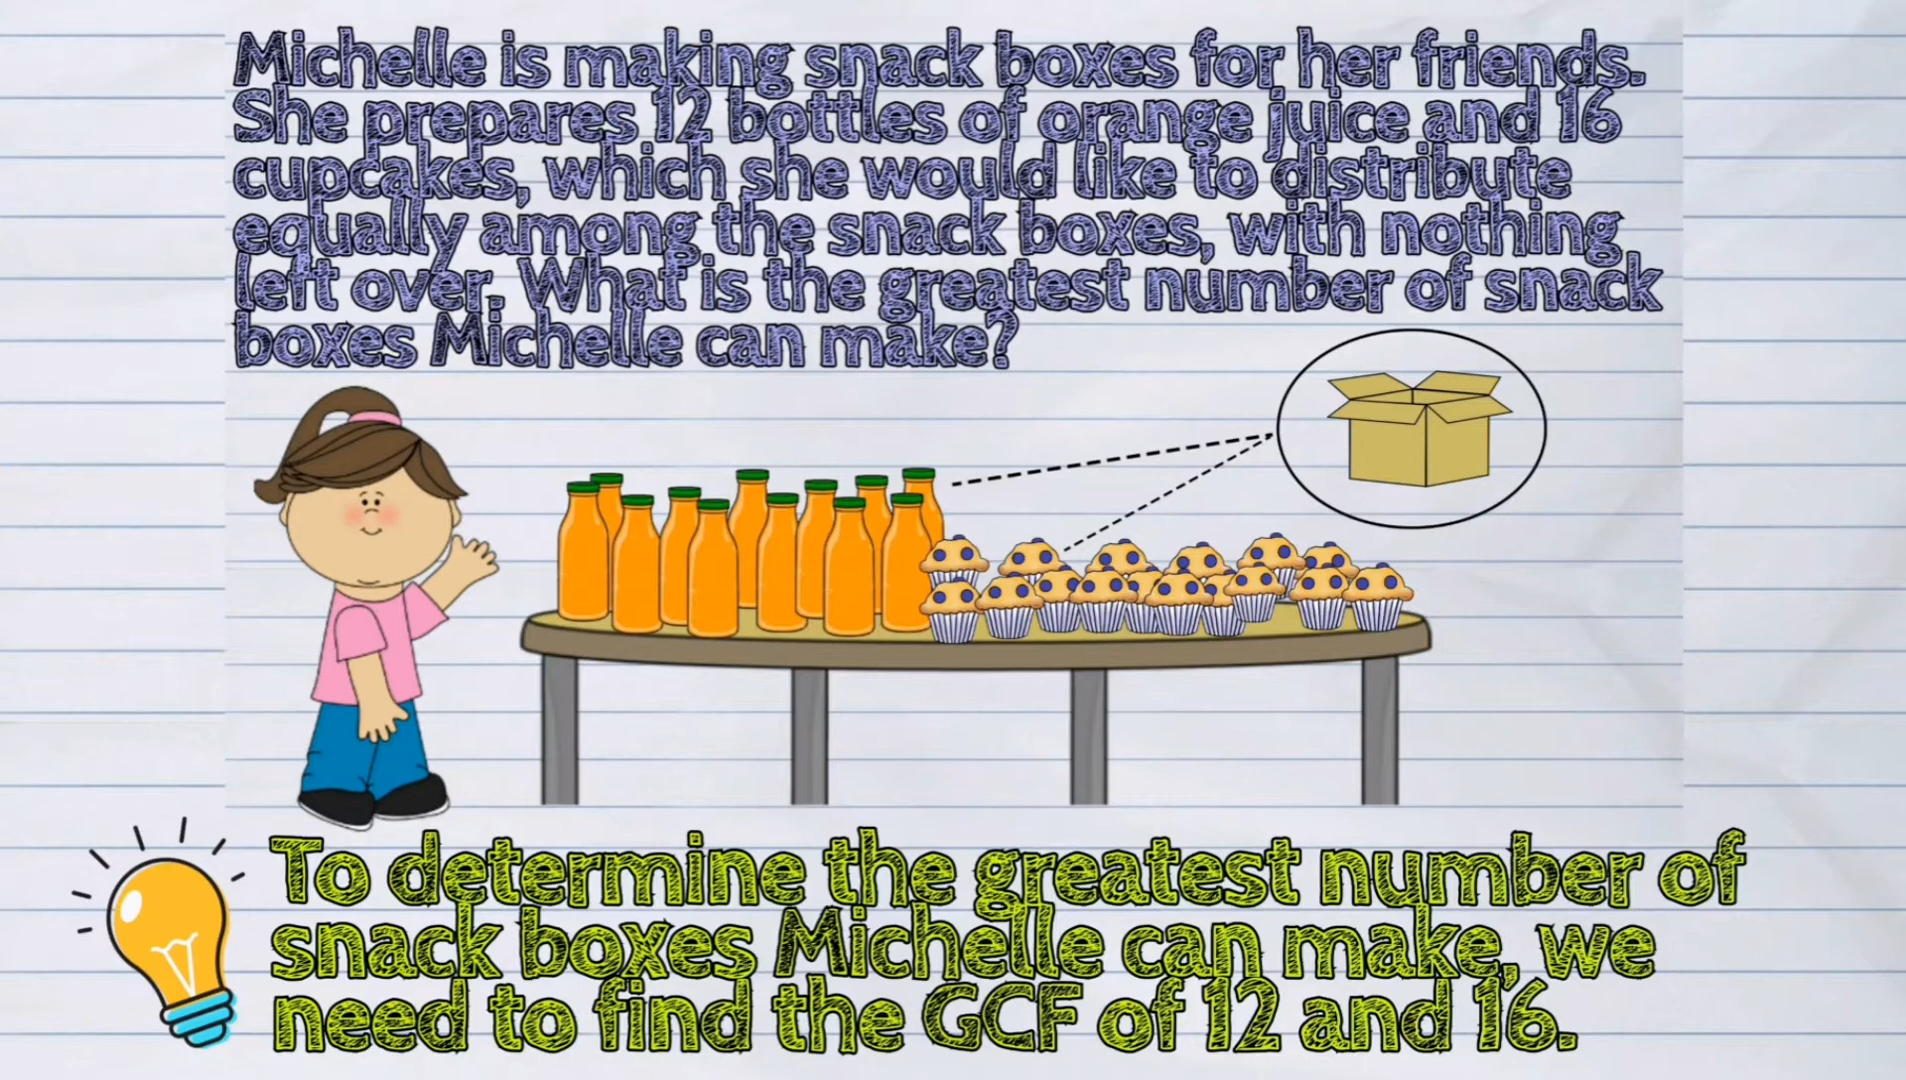 Michelle is making snack boxes for her friends.
She prepares 12 bottles of orange juice and 16
cupcakes, which she would like to distribute
equally among the snack boxes, with nothing
left over. What is the greatest number of snack
boxes Michelle can make?
To determine the greatest number of
snack boxes Michelle can make, we
need to find the GCF of 12 and 16.